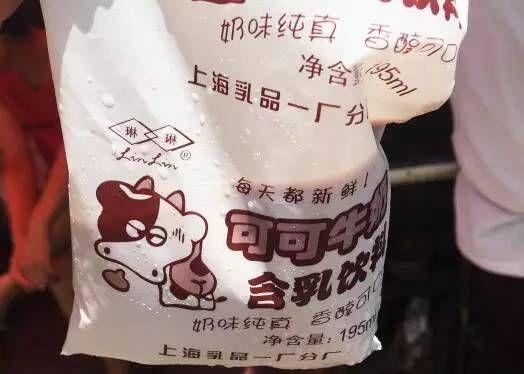 奶味纯真 香醇可口
净含量:195ml
上海乳品一厂分厂
琳 琳
LinLin ®
每天都新鲜!
可可牛奶
含乳饮料
奶味纯真 香醇可口
净含量:195ml
上海乳品一厂分厂